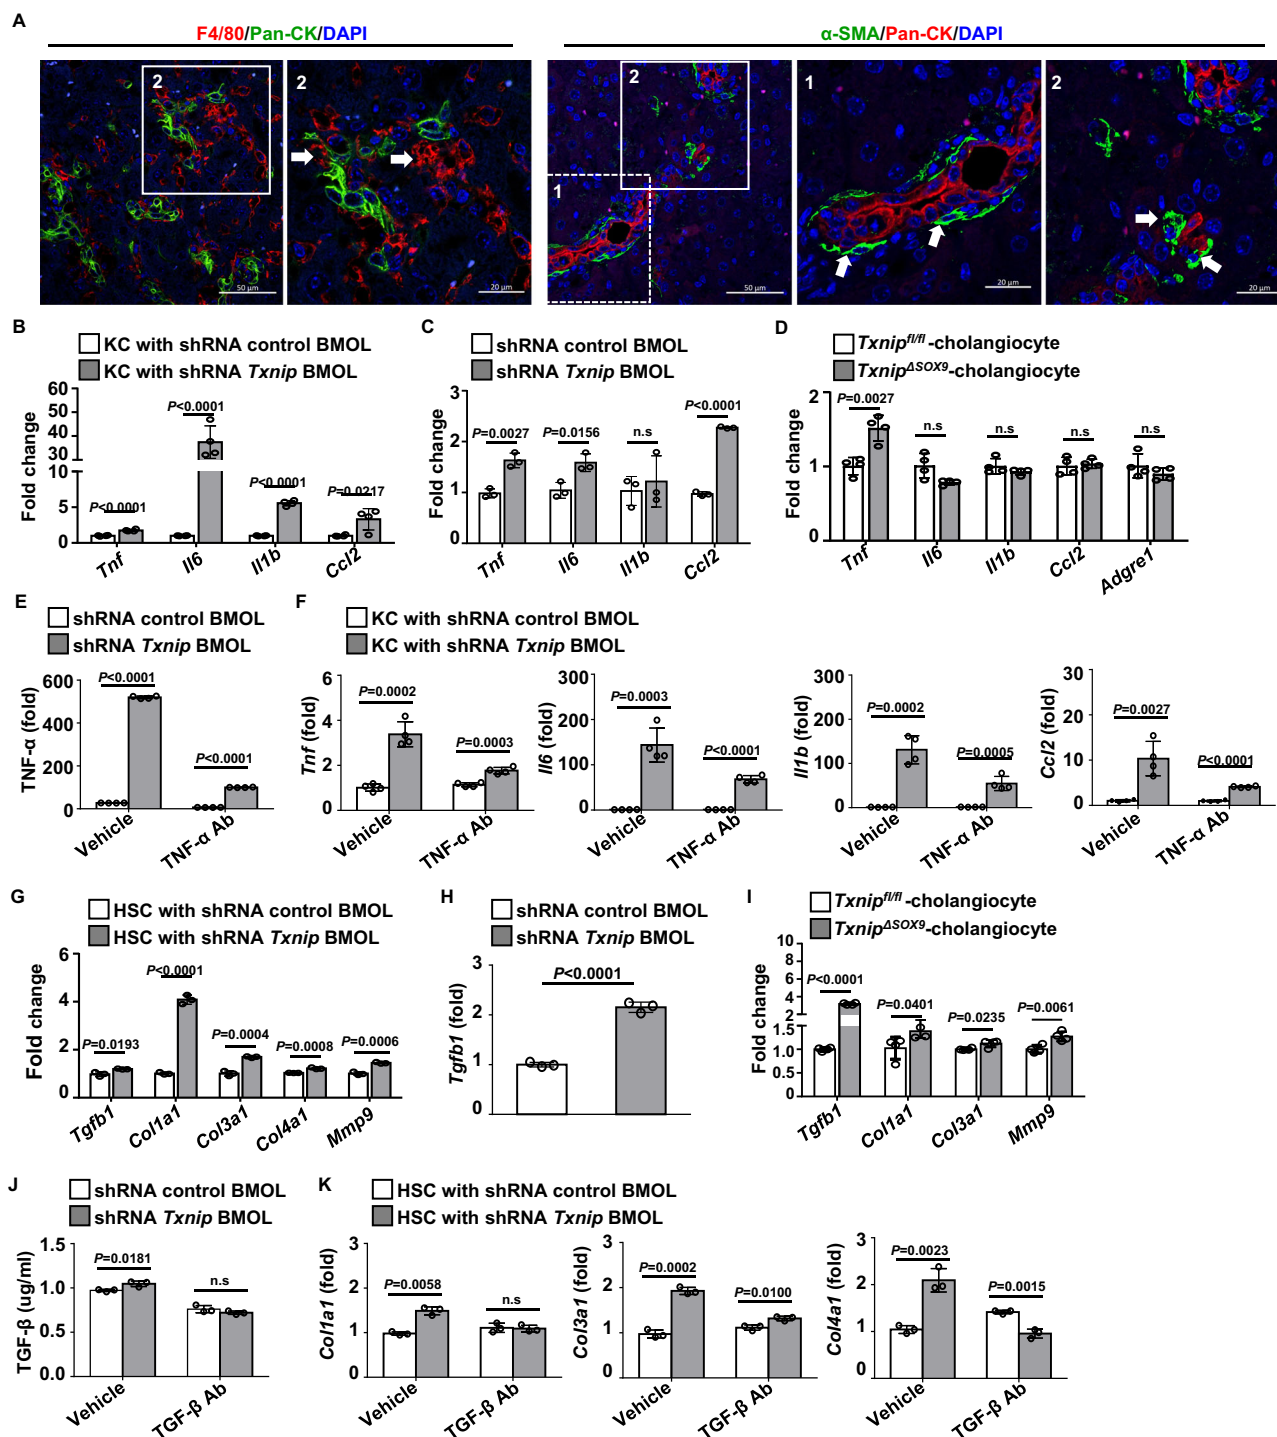 A
F4/80/Pan-CK/DAPI
α-SMA/Pan-CK/DAPI
2
50 μm
2
20 μm
2
1
50 μm
1
20 μm
2
20 μm
B
KC with shRNA control BMOL
KC with shRNA Txnip BMOL
Fold change
60
50
40
30
10
5
0
P<0.0001
P<0.0001
P<0.0001
P=0.0217
Tnf
Il6
Il1b
Ccl2
C
shRNA control BMOL
shRNA Txnip BMOL
Fold change
3
2
1
0
P=0.0027
P=0.0156
n.s
P<0.0001
Tnf
Il6
Il1b
Ccl2
D
Txnipfl/fl-cholangiocyte
TxnipΔSOX9-cholangiocyte
Fold change
2
1
0
P=0.0027
n.s
n.s
n.s
n.s
Tnf
Il6
Il1b
Ccl2
Adgre1
E
shRNA control BMOL
shRNA Txnip BMOL
TNF-α (fold)
600
400
200
0
P<0.0001
P<0.0001
Vehicle
TNF-α Ab
F
KC with shRNA control BMOL
KC with shRNA Txnip BMOL
Tnf (fold)
6
4
2
0
P=0.0002
P=0.0003
Vehicle
TNF-α Ab
Il6 (fold)
300
200
100
0
P=0.0003
P<0.0001
Vehicle
TNF-α Ab
Il1b (fold)
300
200
100
0
P=0.0002
P=0.0005
Vehicle
TNF-α Ab
Ccl2 (fold)
30
20
10
0
P=0.0027
P<0.0001
Vehicle
TNF-α Ab
G
HSC with shRNA control BMOL
HSC with shRNA Txnip BMOL
Fold change
6
4
2
0
P=0.0193
P<0.0001
P=0.0004
P=0.0008
P=0.0006
Tgfb1
Col1a1
Col3a1
Col4a1
Mmp9
H
shRNA control BMOL
shRNA Txnip BMOL
Tgfb1 (fold)
3
2
1
0
P<0.0001
I
Txnipfl/fl-cholangiocyte
TxnipΔSOX9-cholangiocyte
Fold change
10
8
6
4
2
1.5
1.0
0.5
0.0
P<0.0001
P=0.0401
P=0.0235
P=0.0061
Tgfb1
Col1a1
Col3a1
Mmp9
J
shRNA control BMOL
shRNA Txnip BMOL
TGF-β (ug/ml)
1.5
1.0
0.5
0.0
P=0.0181
n.s
Vehicle
TGF-β Ab
K
HSC with shRNA control BMOL
HSC with shRNA Txnip BMOL
Col1a1 (fold)
3
2
1
0
P=0.0058
n.s
Vehicle
TGF-β Ab
Col3a1 (fold)
3
2
1
0
P=0.0002
P=0.0100
Vehicle
TGF-β Ab
Col4a1 (fold)
3
2
1
0
P=0.0023
P=0.0015
Vehicle
TGF-β Ab